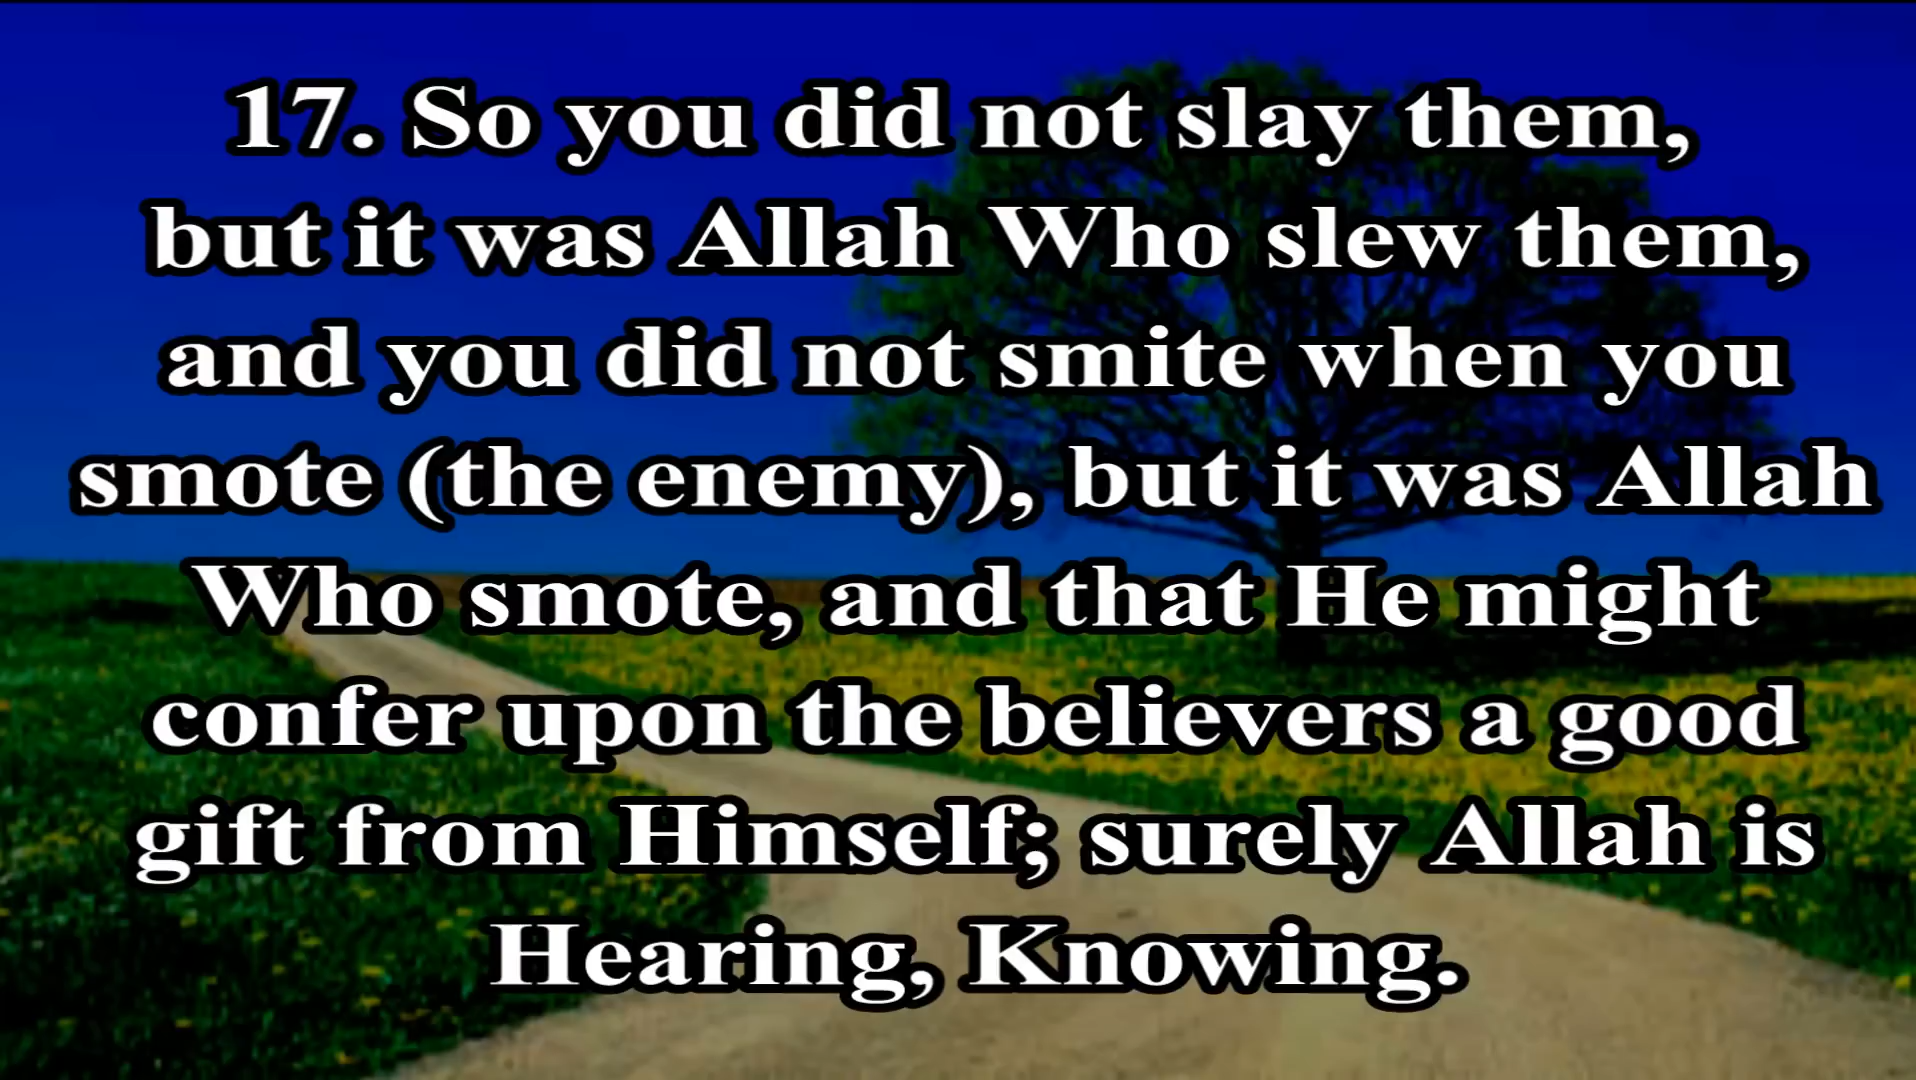 17. So you did not slay them,
but it was Allah Who slew them,
and you did not smite when you
smote (the enemy), but it was Allah
Who smote, and that He might
confer upon the believers a good
gift from Himself; surely Allah is
Hearing, Knowing.